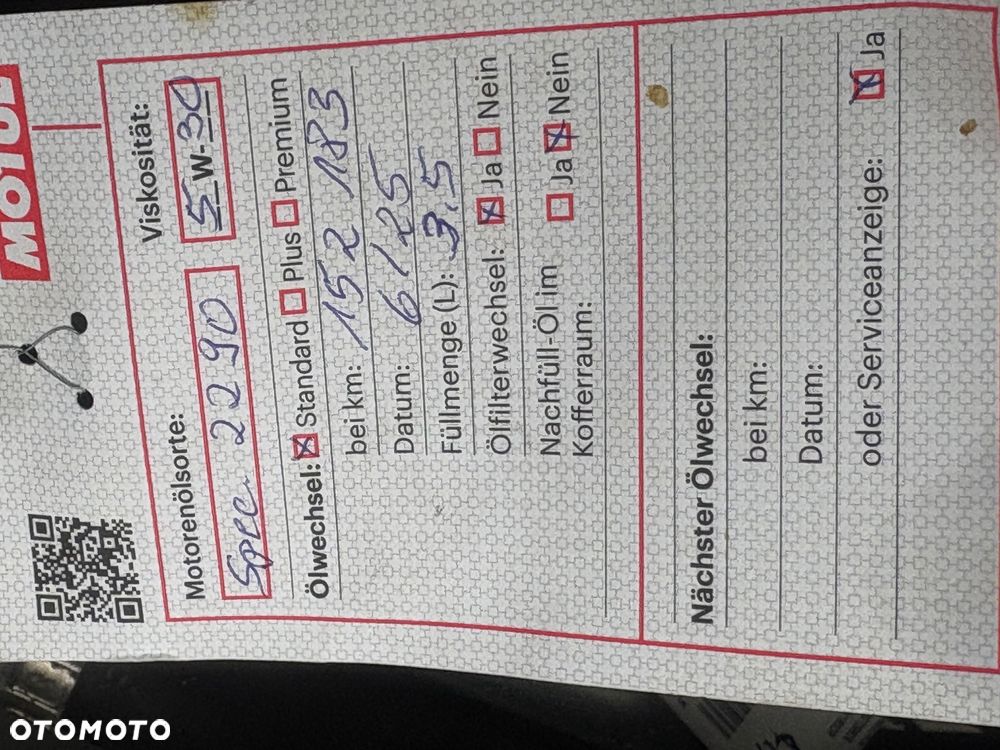 MOTUL
Motorenölsorte: Viskosität:
Spec. 2290 5W-30
Ölwechsel: Standard Plus Premium
bei km: 152 183
Datum: 6/25
Füllmenge (L): 3,5
Ölfilterwechsel: Ja Nein
Nachfüll-Öl im
Kofferraum: Ja Nein
Nächster Ölwechsel:
bei km:
Datum:
oder Serviceanzeige: Ja
OTOMOTO